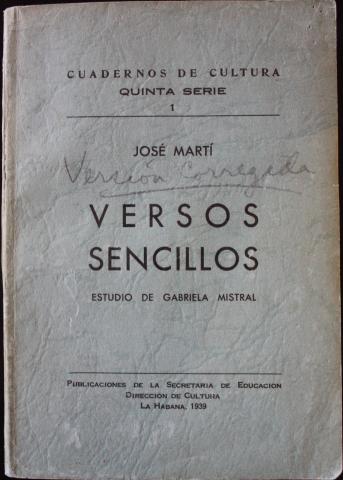 CUADERNOS DE CULTURA
QUINTA SERIE
1
JOSÉ MARTÍ
Versión Corregida
VERSOS
SENCILLOS
ESTUDIO DE GABRIELA MISTRAL
PUBLICACIONES DE LA SECRETARIA DE EDUCACION
DIRECCION DE CULTURA
LA HABANA, 1939